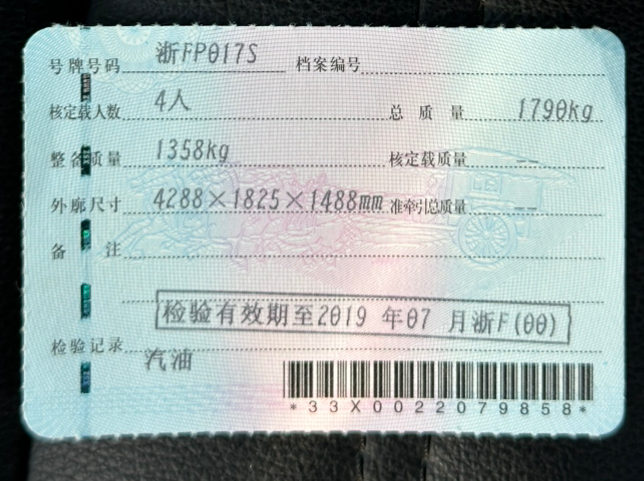 号牌号码 浙FP017S 档案编号
核定载人数 4人 总质量 1790kg
整备质量 1358kg 核定载质量 --
外廓尺寸 4288×1825×1488mm 准牵引总质量 --
备注
检验有效期至2019 年07 月浙F(00)
检验记录
汽油
*33X0022079858*